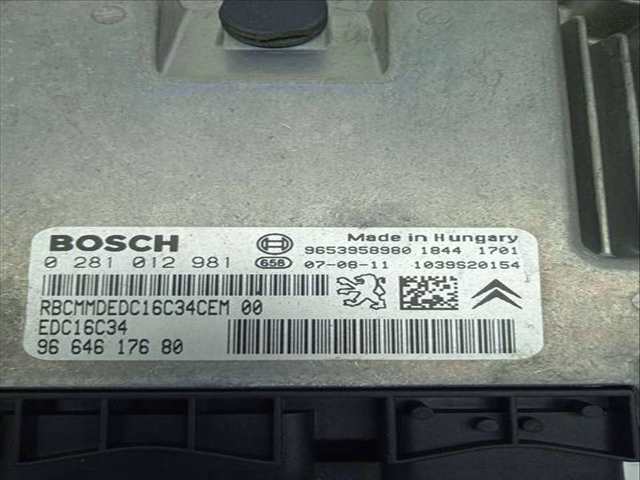 BOSCH
0 281 012 981
658
Made in Hungary
9653958980 1844 1701
07-08-11 1039S20154
RBCMMDEDC16C34CEM 00
EDC16C34
96 646 176 80